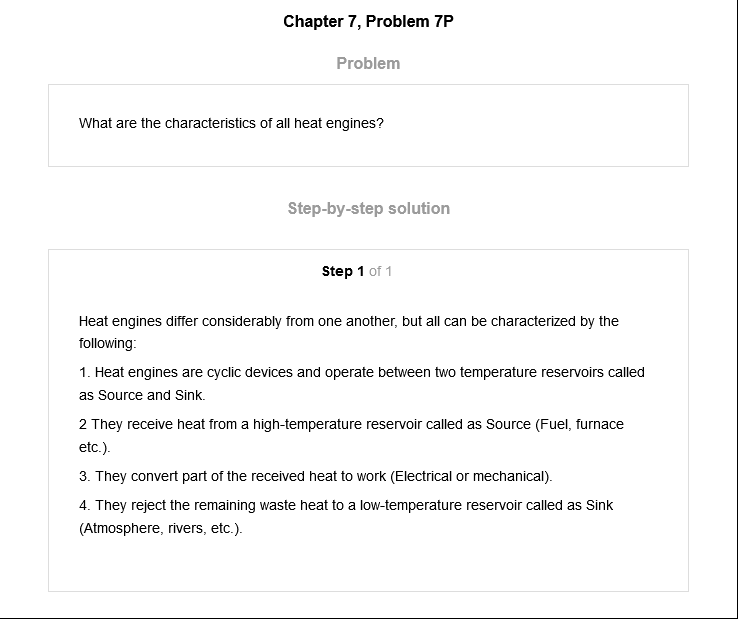 Chapter 7, Problem 7P
Problem
What are the characteristics of all heat engines?
Step-by-step solution
Step 1 of 1
Heat engines differ considerably from one another, but all can be characterized by the
following:
1. Heat engines are cyclic devices and operate between two temperature reservoirs called
as Source and Sink.
2 They receive heat from a high-temperature reservoir called as Source (Fuel, furnace
etc.).
3. They convert part of the received heat to work (Electrical or mechanical).
4. They reject the remaining waste heat to a low-temperature reservoir called as Sink
(Atmosphere, rivers, etc.).